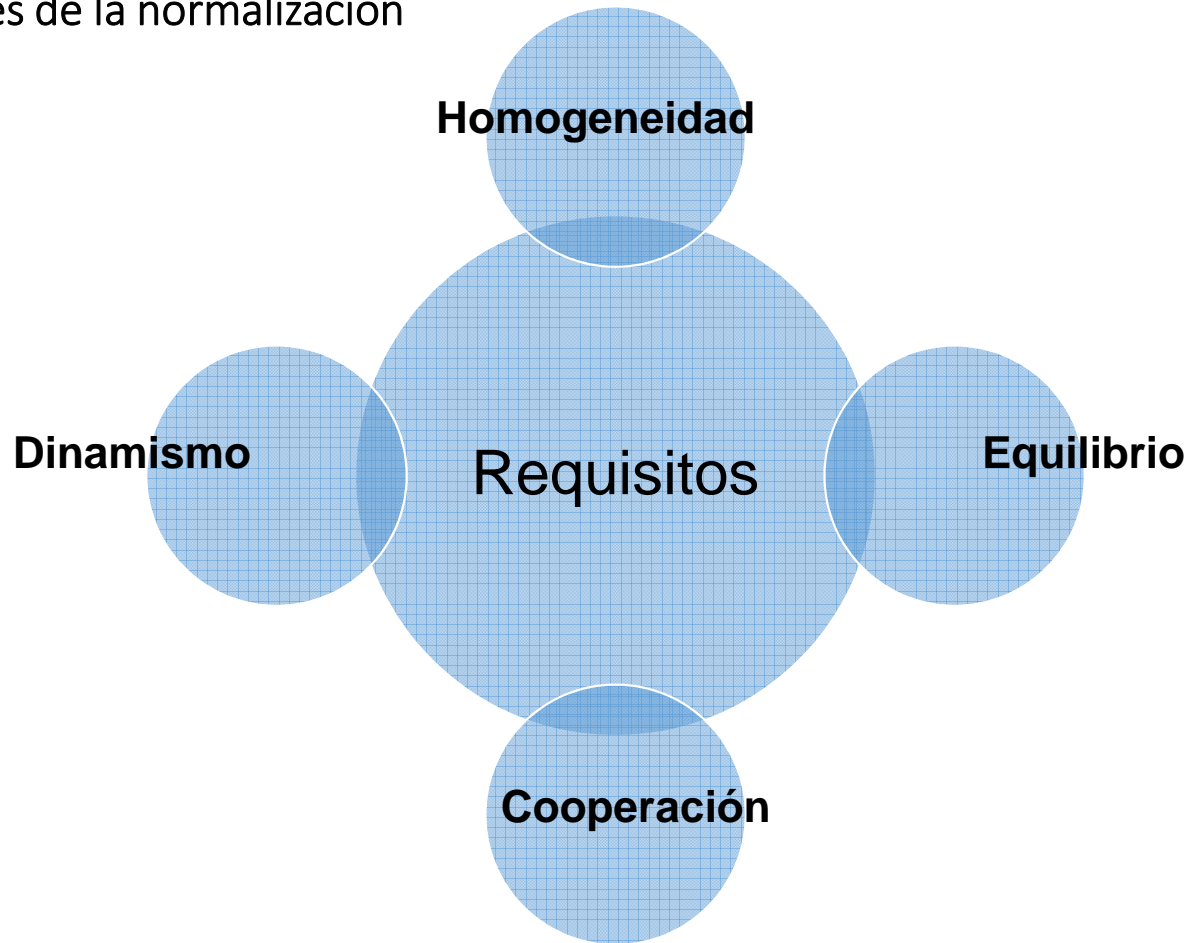 es de la normalización
Homogeneidad
Dinamismo
Equilibrio
Requisitos
Cooperación